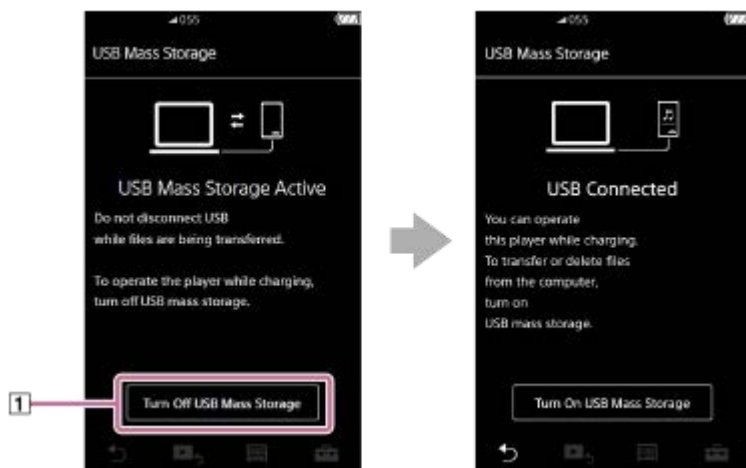 055
USB Mass Storage
USB Mass Storage Active
Do not disconnect USB
while files are being transferred.
To operate the player while charging,
turn off USB mass storage.
Turn Off USB Mass Storage
1
055
USB Mass Storage
USB Connected
You can operate
this player while charging.
To transfer or delete files
from the computer,
turn on
USB mass storage.
Turn On USB Mass Storage